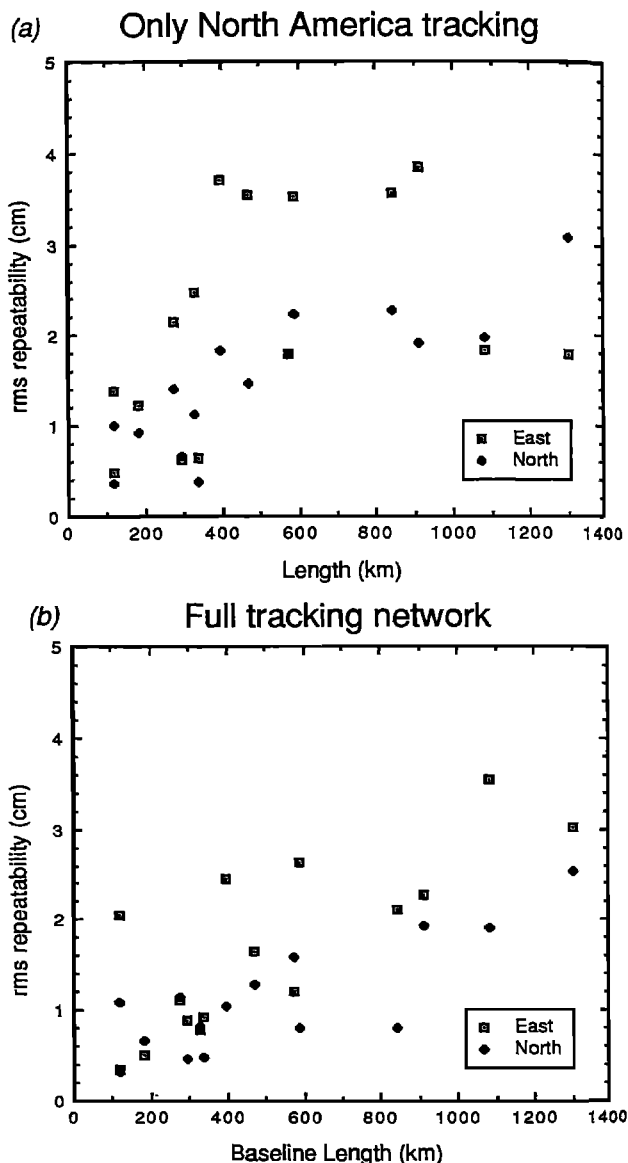 (a) Only North America tracking
5
4
3
2
1
0
rms repeatability (cm)
East
North
0 200 400 600 800 1000 1200 1400
Length (km)
(b) Full tracking network
5
4
3
2
1
0
rms repeatability (cm)
East
North
0 200 400 600 800 1000 1200 1400
Baseline Length (km)